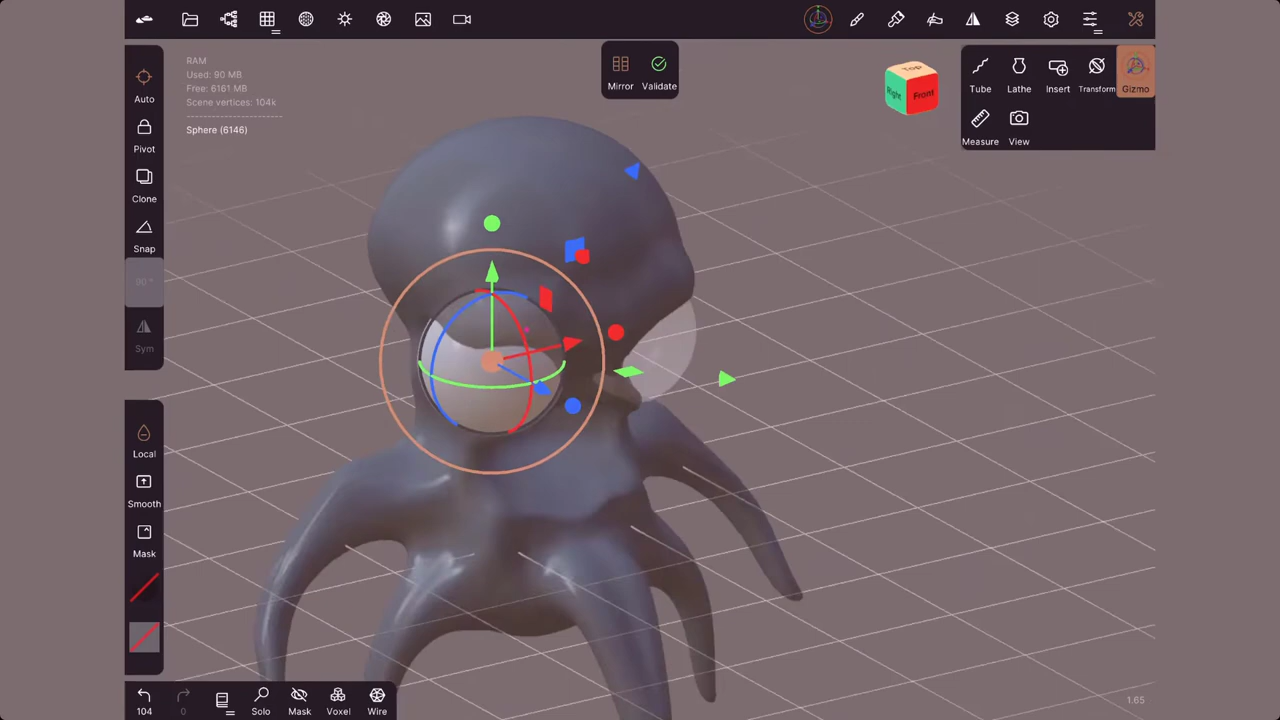 RAM
Used: 90 MB
Free: 6161 MB
Scene vertices: 104k
Sphere (6146)
Mirror
Validate
Top
Right
Front
Tube
Lathe
Insert
Transform
Gizmo
Measure
View
Auto
Pivot
Clone
Snap
90 °
Sym
Local
Smooth
Mask
104
0
Solo
Mask
Voxel
Wire
1.65